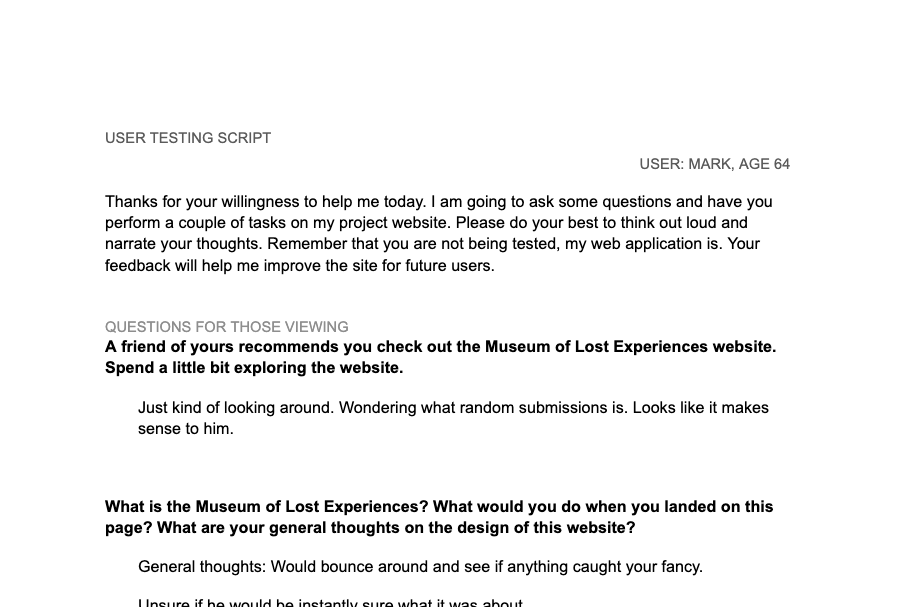 USER TESTING SCRIPT
USER: MARK, AGE 64
Thanks for your willingness to help me today. I am going to ask some questions and have you
perform a couple of tasks on my project website. Please do your best to think out loud and
narrate your thoughts. Remember that you are not being tested, my web application is. Your
feedback will help me improve the site for future users.
QUESTIONS FOR THOSE VIEWING
A friend of yours recommends you check out the Museum of Lost Experiences website.
Spend a little bit exploring the website.
Just kind of looking around. Wondering what random submissions is. Looks like it makes
sense to him.
What is the Museum of Lost Experiences? What would you do when you landed on this
page? What are your general thoughts on the design of this website?
General thoughts: Would bounce around and see if anything caught your fancy.
Unsure if he would be instantly sure what it was about